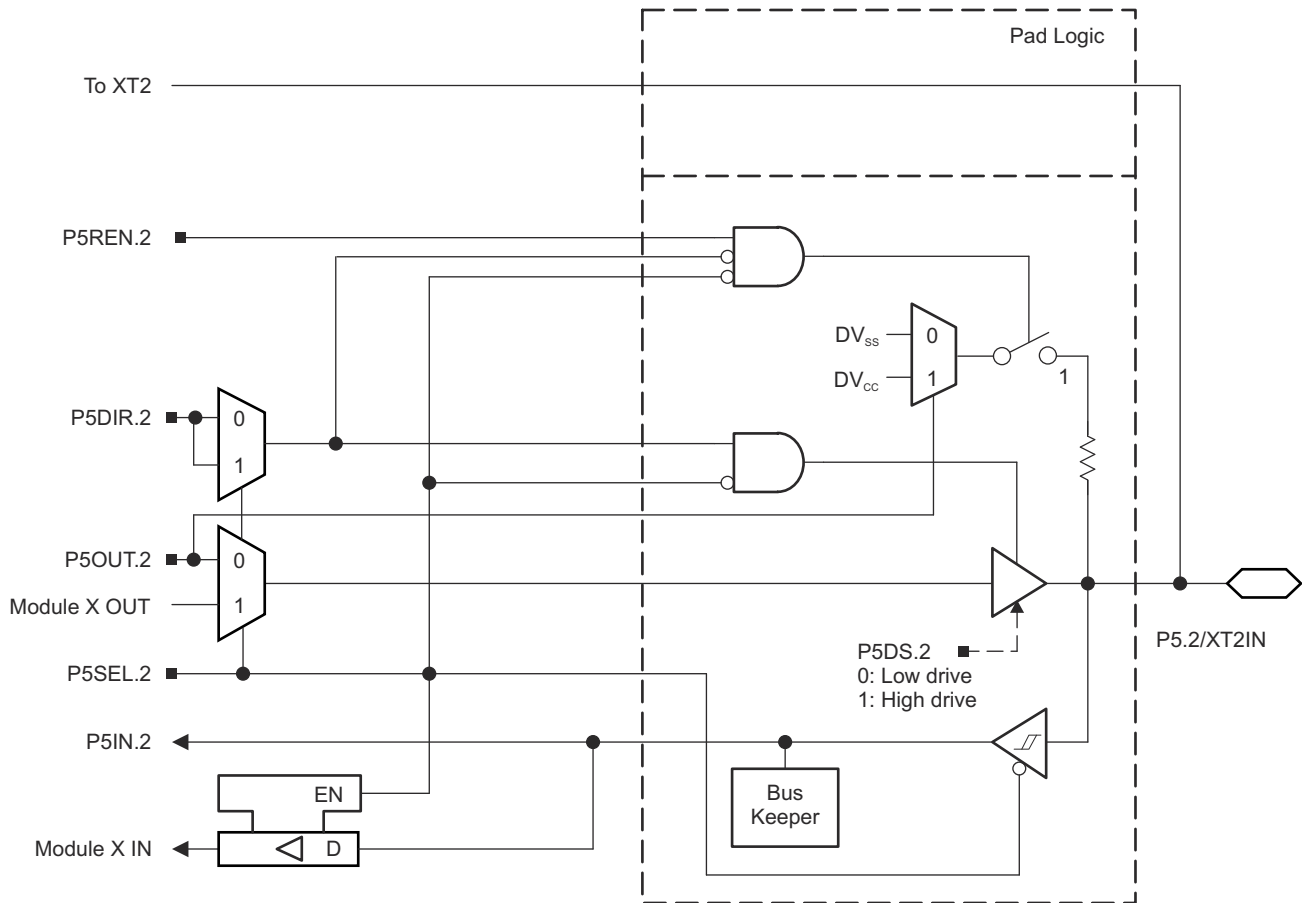 Pad Logic
To XT2
P5REN.2
DVSS
0
DVCC
1
1
P5DIR.2
0
1
P5OUT.2
0
Module X OUT
1
P5DS.2
0: Low drive
1: High drive
P5.2/XT2IN
P5SEL.2
P5IN.2
EN
Bus
Keeper
Module X IN
D